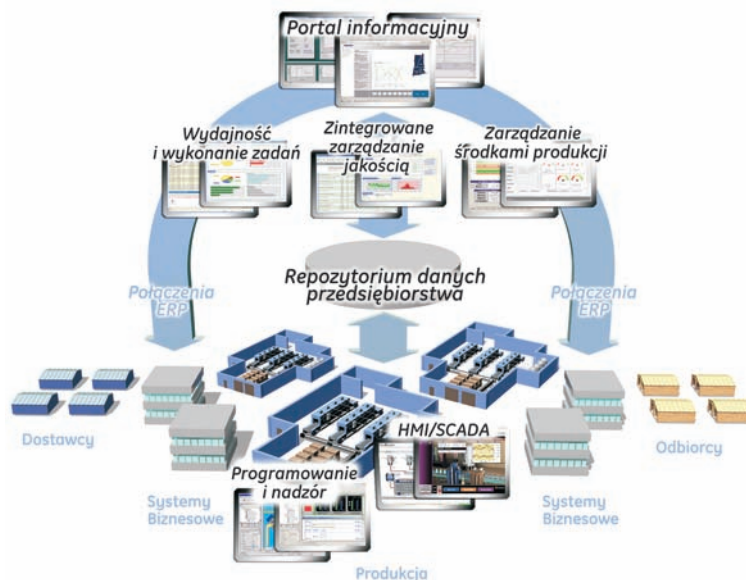 Portal informacyjny
Wydajność
i wykonanie zadań
Zintegrowane
zarządzanie
jakością
Zarządzanie
środkami produkcji
Repozytorium danych
przedsiębiorstwa
Połączenia
ERP
Połączenia
ERP
Dostawcy
HMI/SCADA
Odbiorcy
Programowanie
i nadzór
Systemy
Biznesowe
Systemy
Biznesowe
Produkcja